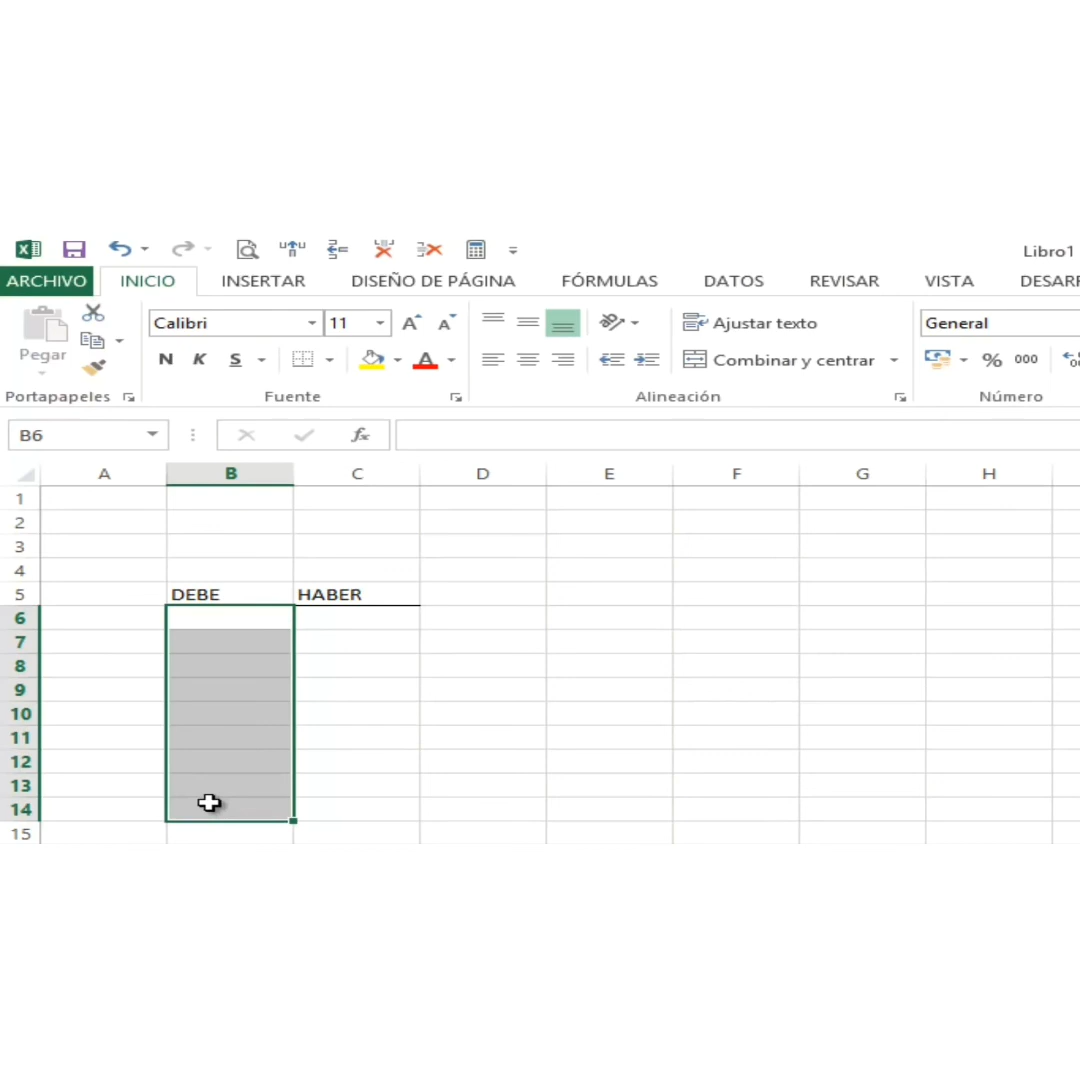 Libro1
ARCHIVO INICIO INSERTAR DISEÑO DE PÁGINA FÓRMULAS DATOS REVISAR VISTA
Pegar Calibri 11 Ajustar texto General
N K S A Combinar y centrar % 000
Portapapeles Fuente Alineación Número
B6 fx
A B C D E F G H
1
2
3
4
5 DEBE HABER
6
7
8
9
10
11
12
13
14
15